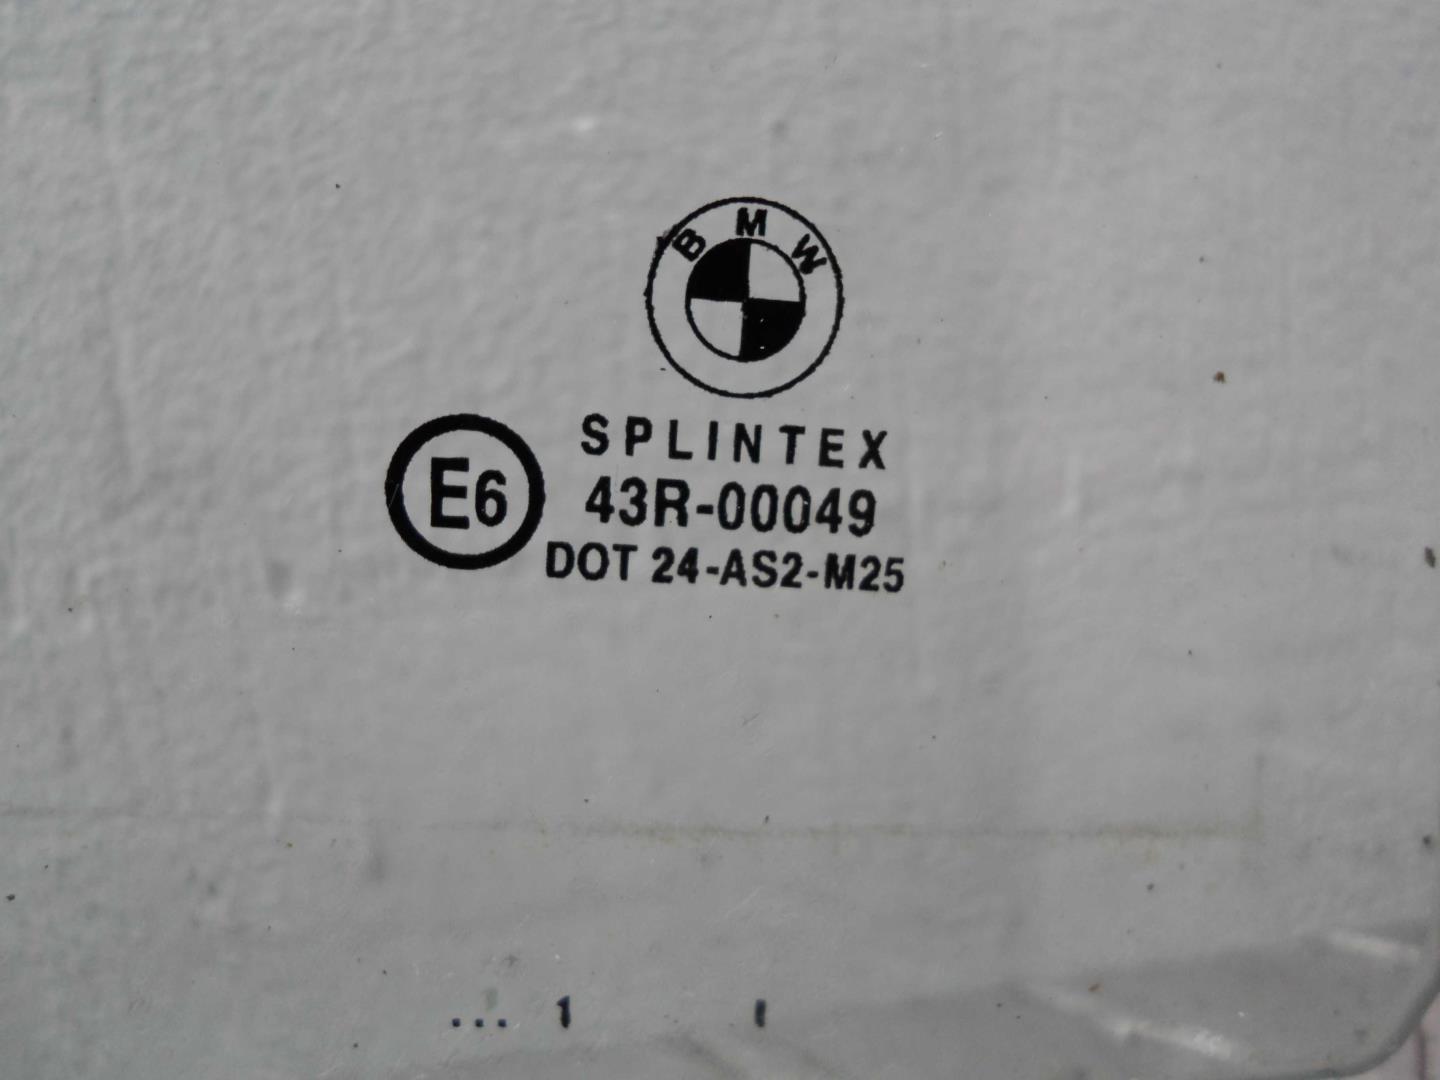 BMW
SPLINTEX
E6
43R-00049
DOT 24-AS2-M25
... 1 I